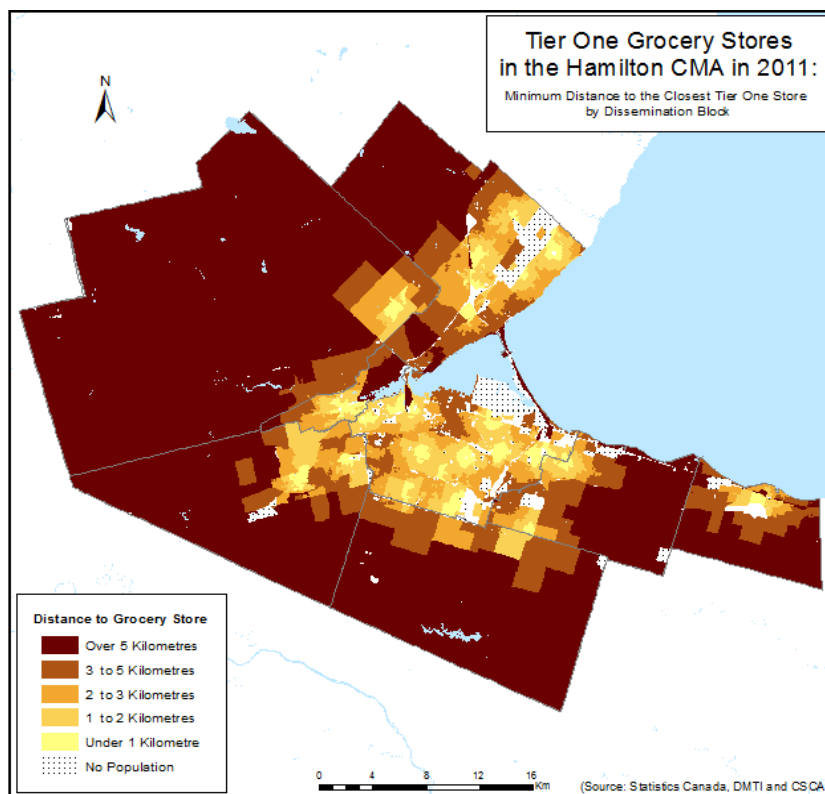 Tier One Grocery Stores
in the Hamilton CMA in 2011:
Minimum Distance to the Closest Tier One Store
by Dissemination Block
N
Distance to Grocery Store
Over 5 Kilometres
3 to 5 Kilometres
2 to 3 Kilometres
1 to 2 Kilometres
Under 1 Kilometre
No Population
0 2 4 8 12 16
Km
(Source: Statistics Canada, DMTI and CSCA